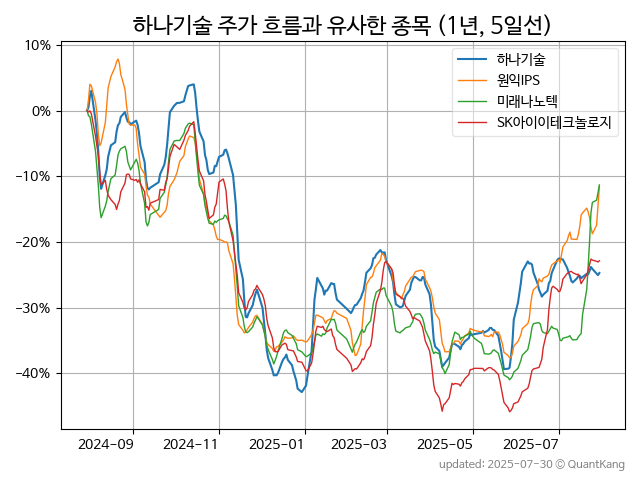 하나기술 주가 흐름과 유사한 종목 (1년, 5일선)
10%
0%
−10%
−20%
−30%
−40%
하나기술
원익IPS
미래나노텍
SK아이이테크놀로지
2024-09
2024-11
2025-01
2025-03
2025-05
2025-07
updated: 2025-07-30 © QuantKang